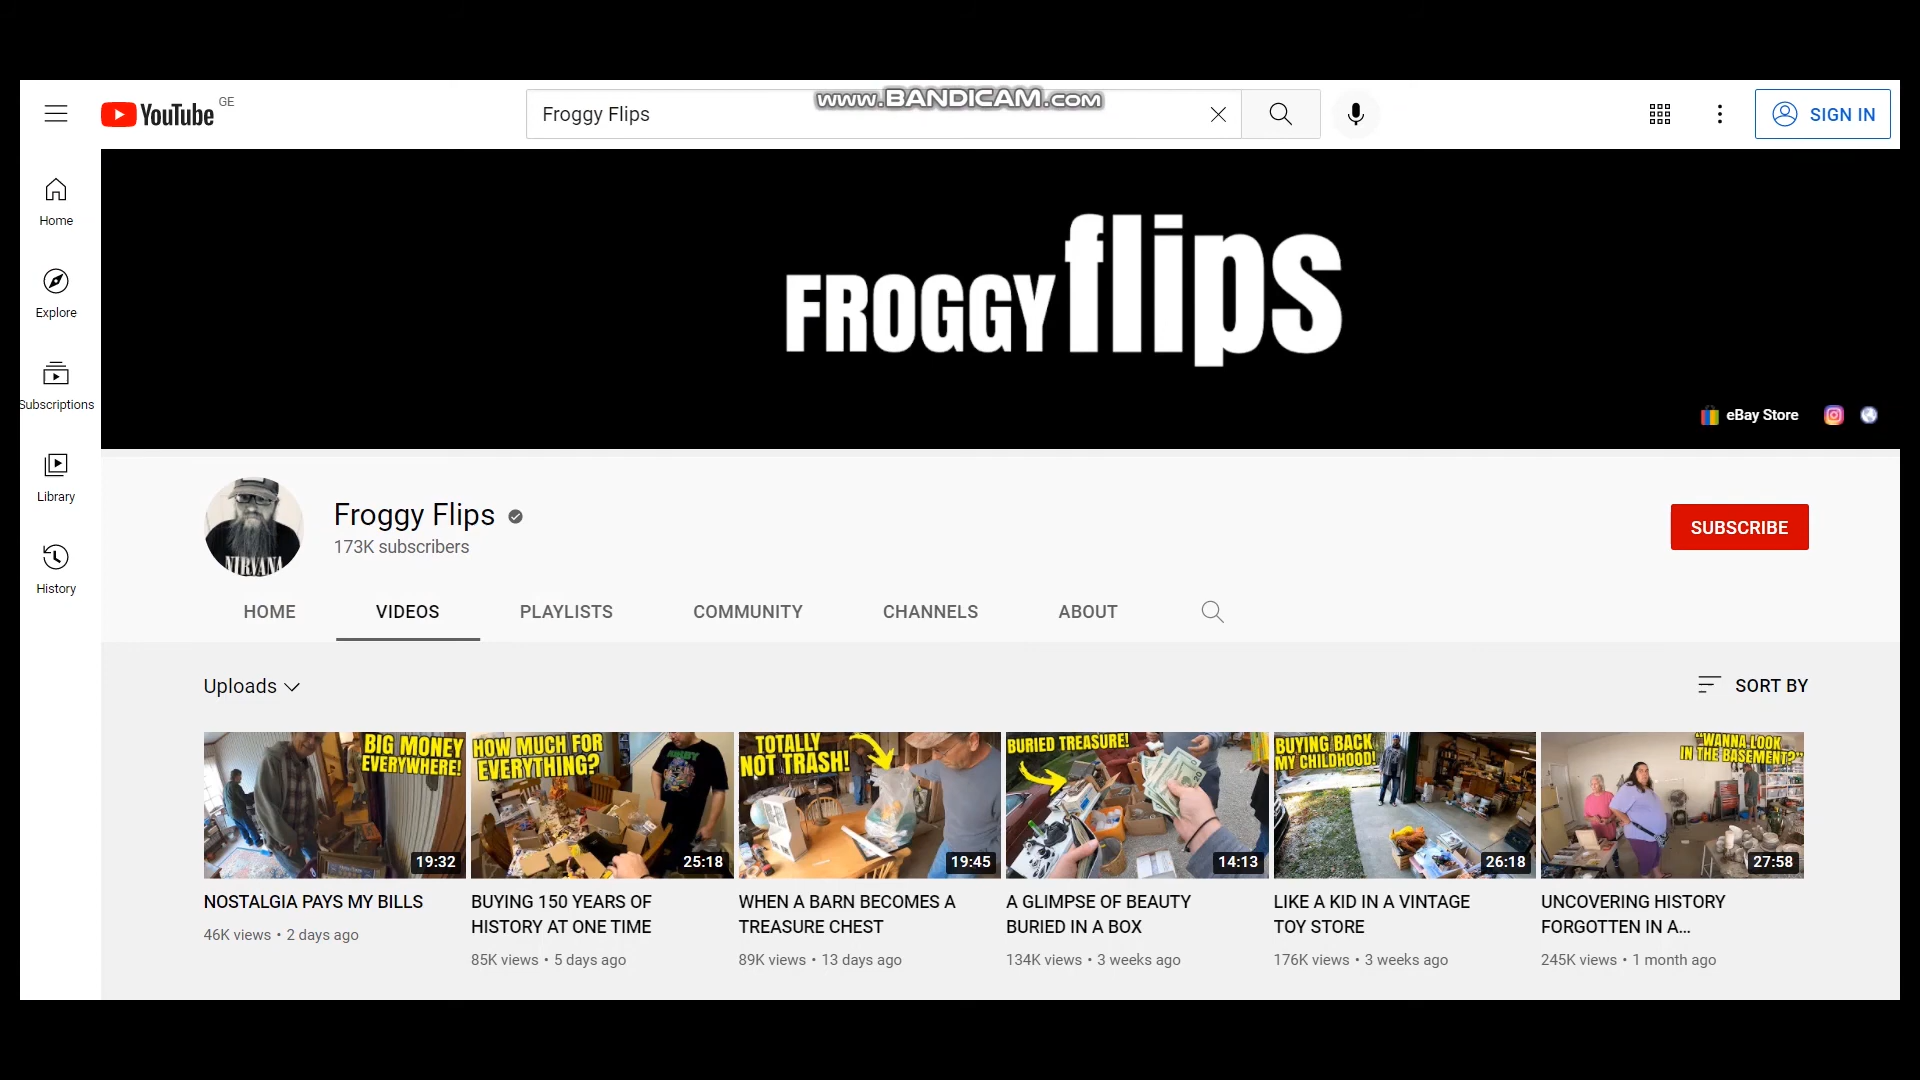 YouTube GE
Froggy Flips
www.BANDICAM.com
SIGN IN
Home
Explore
Subscriptions
Library
History
FROGGY flips
eBay Store
NIRVANA
Froggy Flips
173K subscribers
SUBSCRIBE
HOME VIDEOS PLAYLISTS COMMUNITY CHANNELS ABOUT
Uploads
SORT BY
BIG MONEY
EVERYWHERE!
19:32
NOSTALGIA PAYS MY BILLS
46K views • 2 days ago
HOW MUCH FOR
EVERYTHING?
25:18
BUYING 150 YEARS OF
HISTORY AT ONE TIME
85K views • 5 days ago
TOTALLY
NOT TRASH!
19:45
WHEN A BARN BECOMES A
TREASURE CHEST
89K views • 13 days ago
BURIED TREASURE!
14:13
A GLIMPSE OF BEAUTY
BURIED IN A BOX
134K views • 3 weeks ago
BUYING BACK
MY CHILDHOOD!
26:18
LIKE A KID IN A VINTAGE
TOY STORE
176K views • 3 weeks ago
"WANNA LOOK
IN THE BASEMENT?"
27:58
UNCOVERING HISTORY
FORGOTTEN IN A...
245K views • 1 month ago